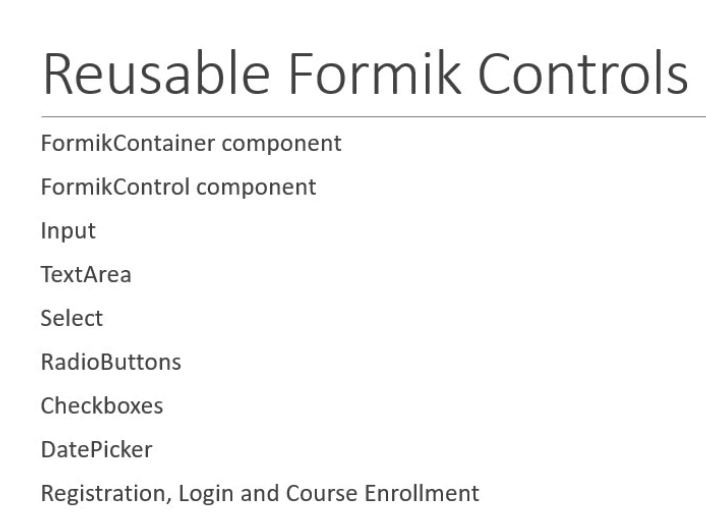 Reusable Formik Controls
FormikContainer component
FormikControl component
Input
TextArea
Select
RadioButtons
Checkboxes
DatePicker
Registration, Login and Course Enrollment